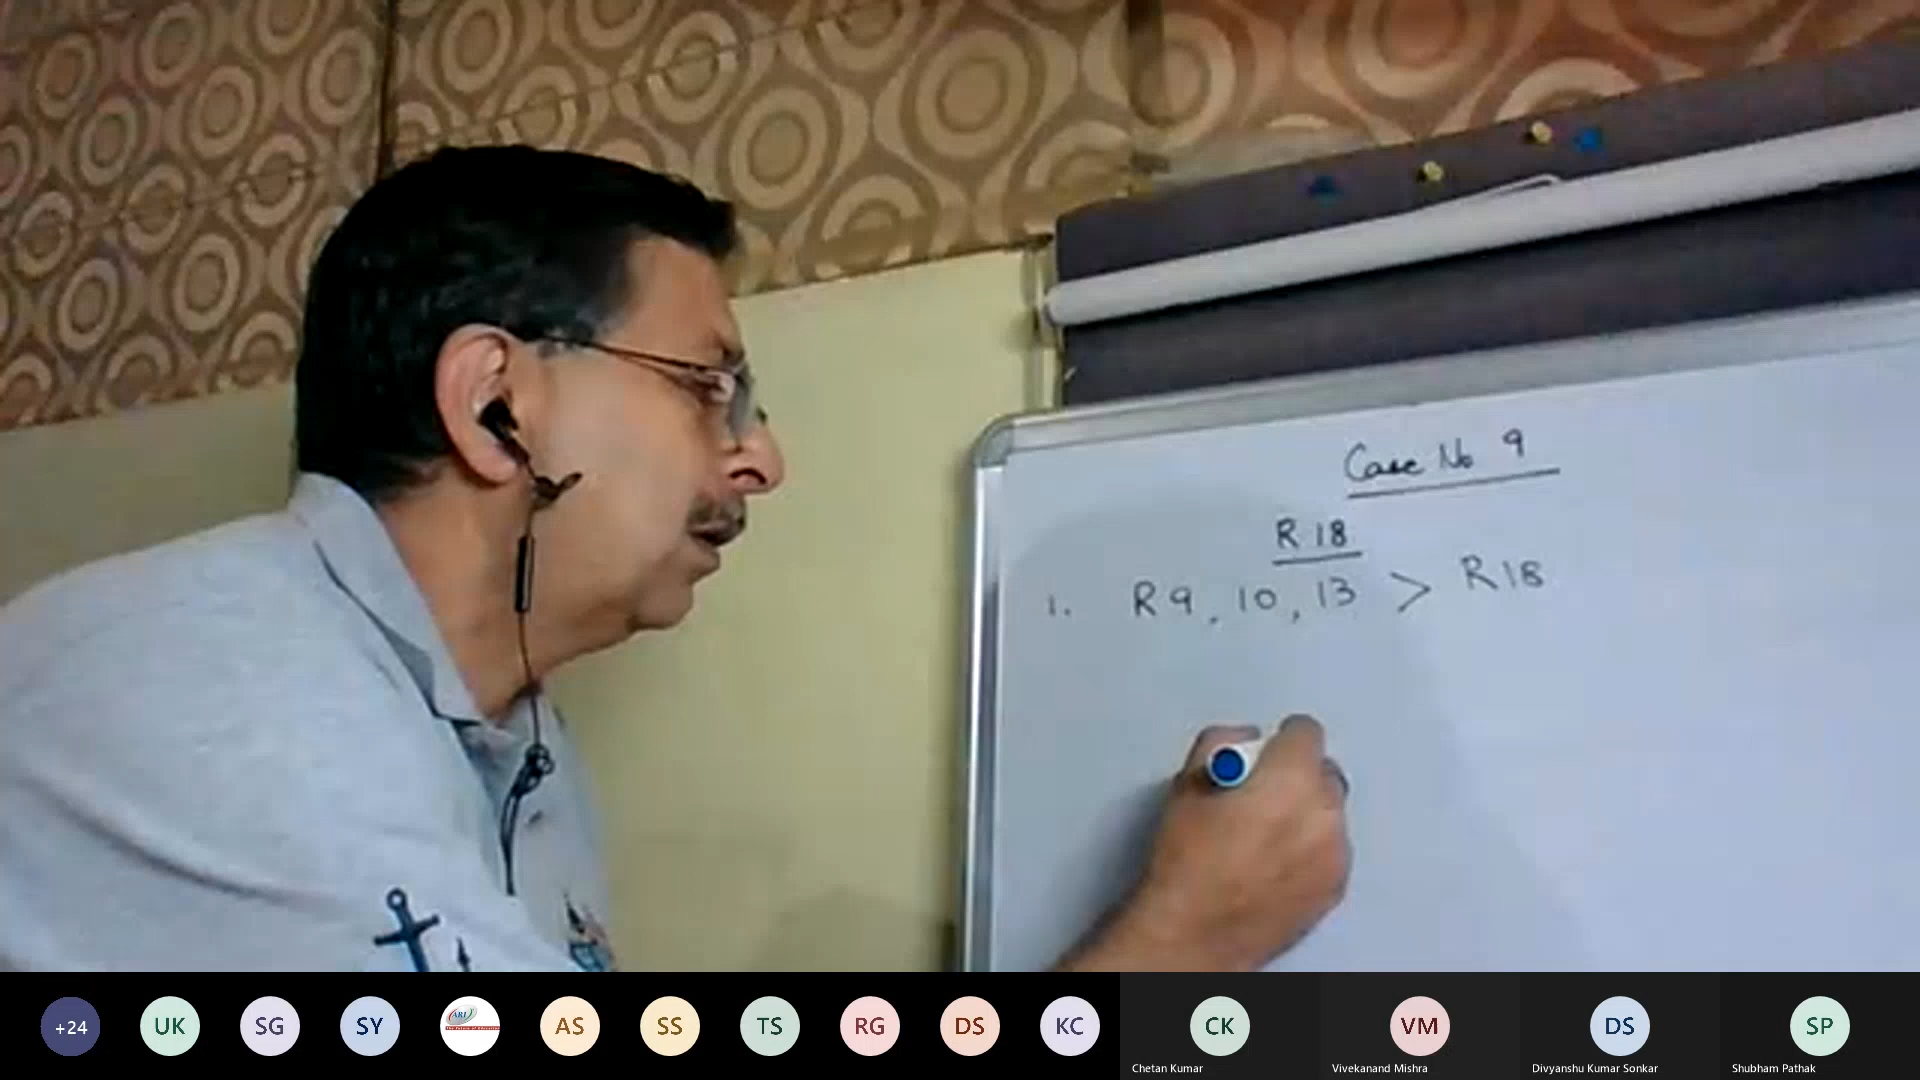 Case No 9
R 18
1. R 9, 10, 13 > R 18
+24
UK
SG
SY
ARI
AS
SS
TS
RG
DS
KC
CK
VM
DS
SP
Chetan Kumar
Vivekanand Mishra
Divyanshu Kumar Sonkar
Shubham Pathak